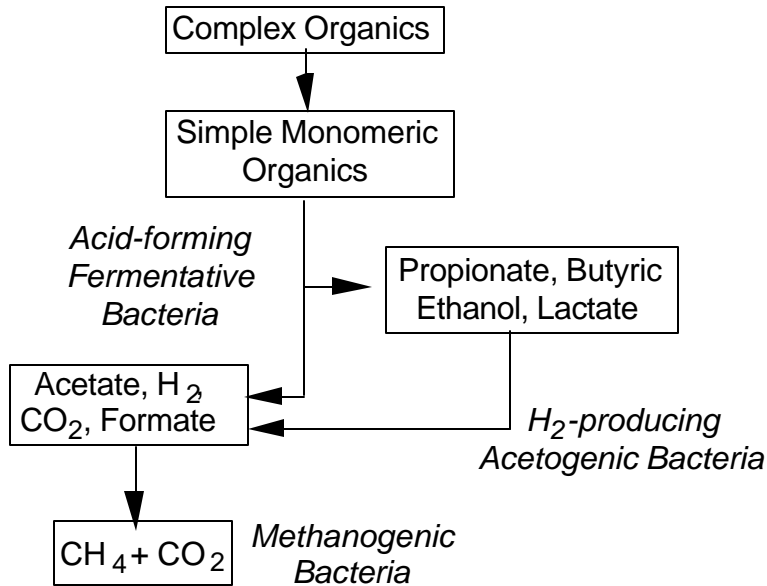 Complex Organics
Simple Monomeric
Organics
Acid-forming
Fermentative
Bacteria
Propionate, Butyric
Ethanol, Lactate
Acetate, H₂,
CO₂, Formate
H₂-producing
Acetogenic Bacteria
CH₄ + CO₂
Methanogenic
Bacteria